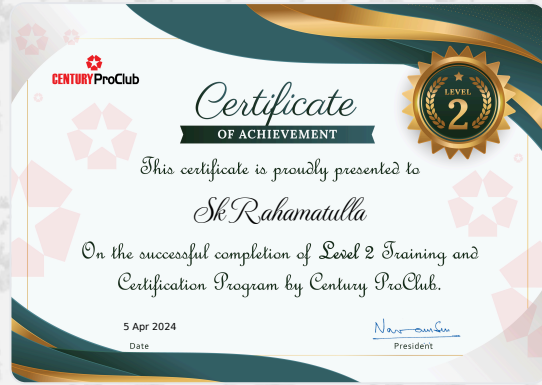 CENTURY ProClub
Certificate
OF ACHIEVEMENT
LEVEL
2
This certificate is proudly presented to
Sk Rahamatulla
On the successful completion of Level 2 Training and
Certification Program by Century ProClub.
5 Apr 2024
Date
President